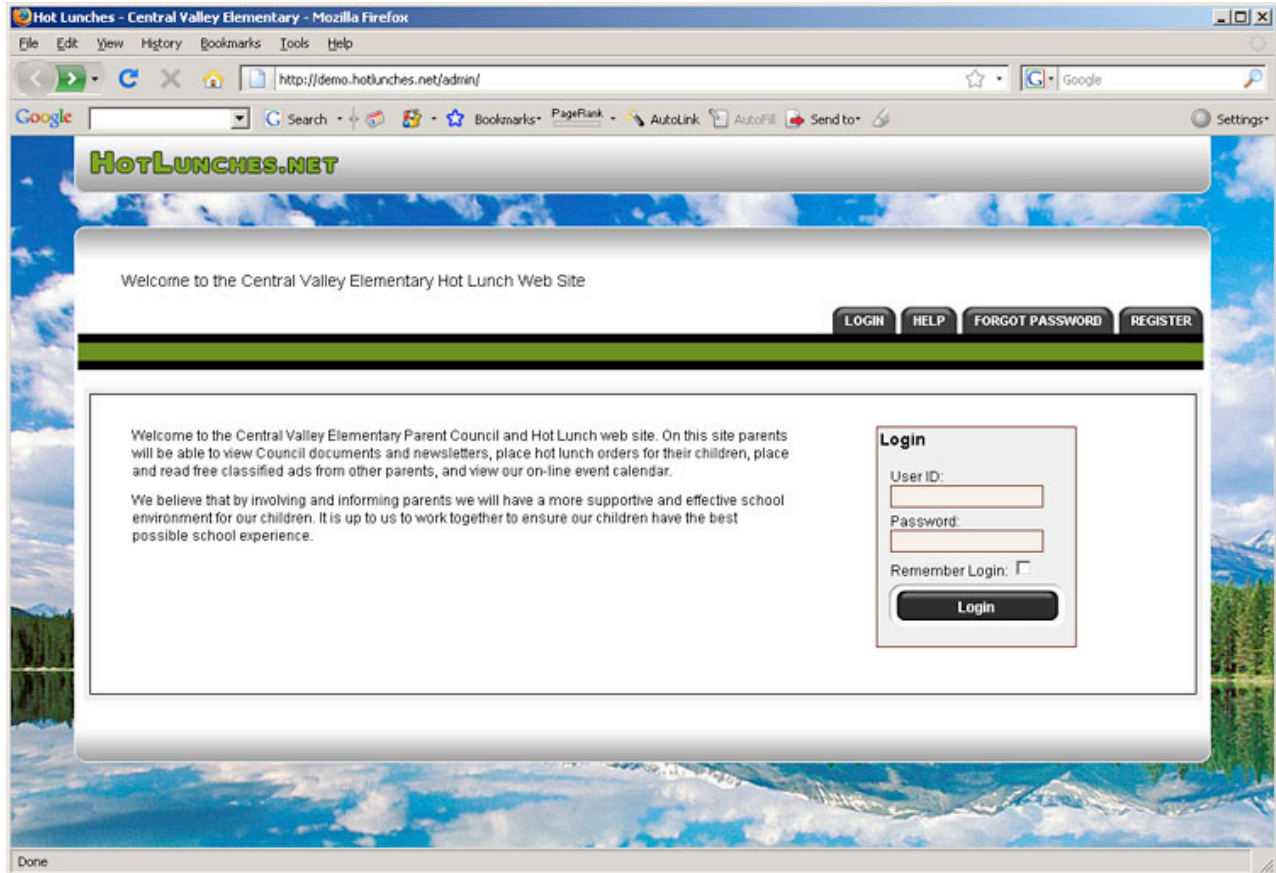 Hot Lunches - Central Valley Elementary - Mozilla Firefox
File Edit View History Bookmarks Tools Help
http://demo.hotlunches.net/admin/
G Google
Google
G Search Bookmarks PageRank AutoLink AutoFill Send to Settings
HotLunches.net
Welcome to the Central Valley Elementary Hot Lunch Web Site
LOGIN HELP FORGOT PASSWORD REGISTER
Welcome to the Central Valley Elementary Parent Council and Hot Lunch web site. On this site parents
will be able to view Council documents and newsletters, place hot lunch orders for their children, place
and read free classified ads from other parents, and view our on-line event calendar.
We believe that by involving and informing parents we will have a more supportive and effective school
environment for our children. It is up to us to work together to ensure our children have the best
possible school experience.
Login
User ID:
Password:
Remember Login:
Login
Done